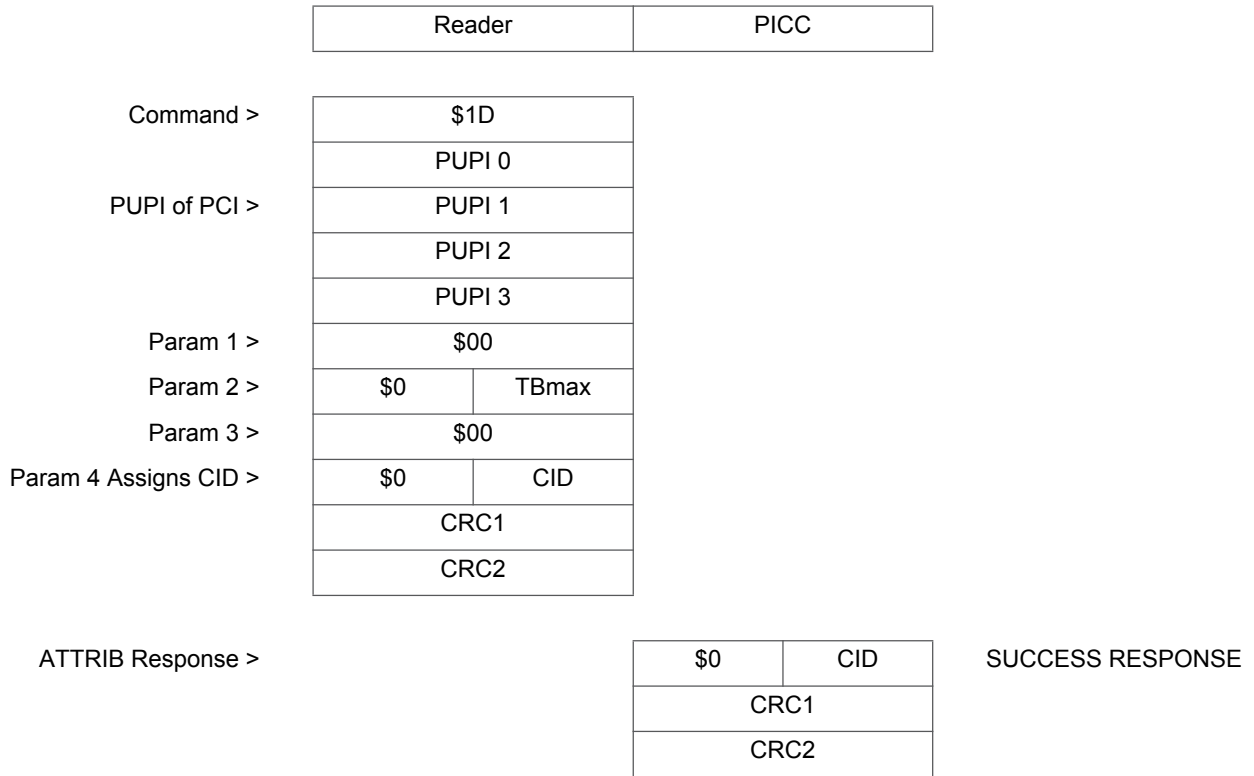 Reader PICC
Command > $1D
PUPI 0
PUPI of PCI > PUPI 1
PUPI 2
PUPI 3
Param 1 > $00
Param 2 > $0 TBmax
Param 3 > $00
Param 4 Assigns CID > $0 CID
CRC1
CRC2
ATTRIB Response > $0 CID SUCCESS RESPONSE
CRC1
CRC2